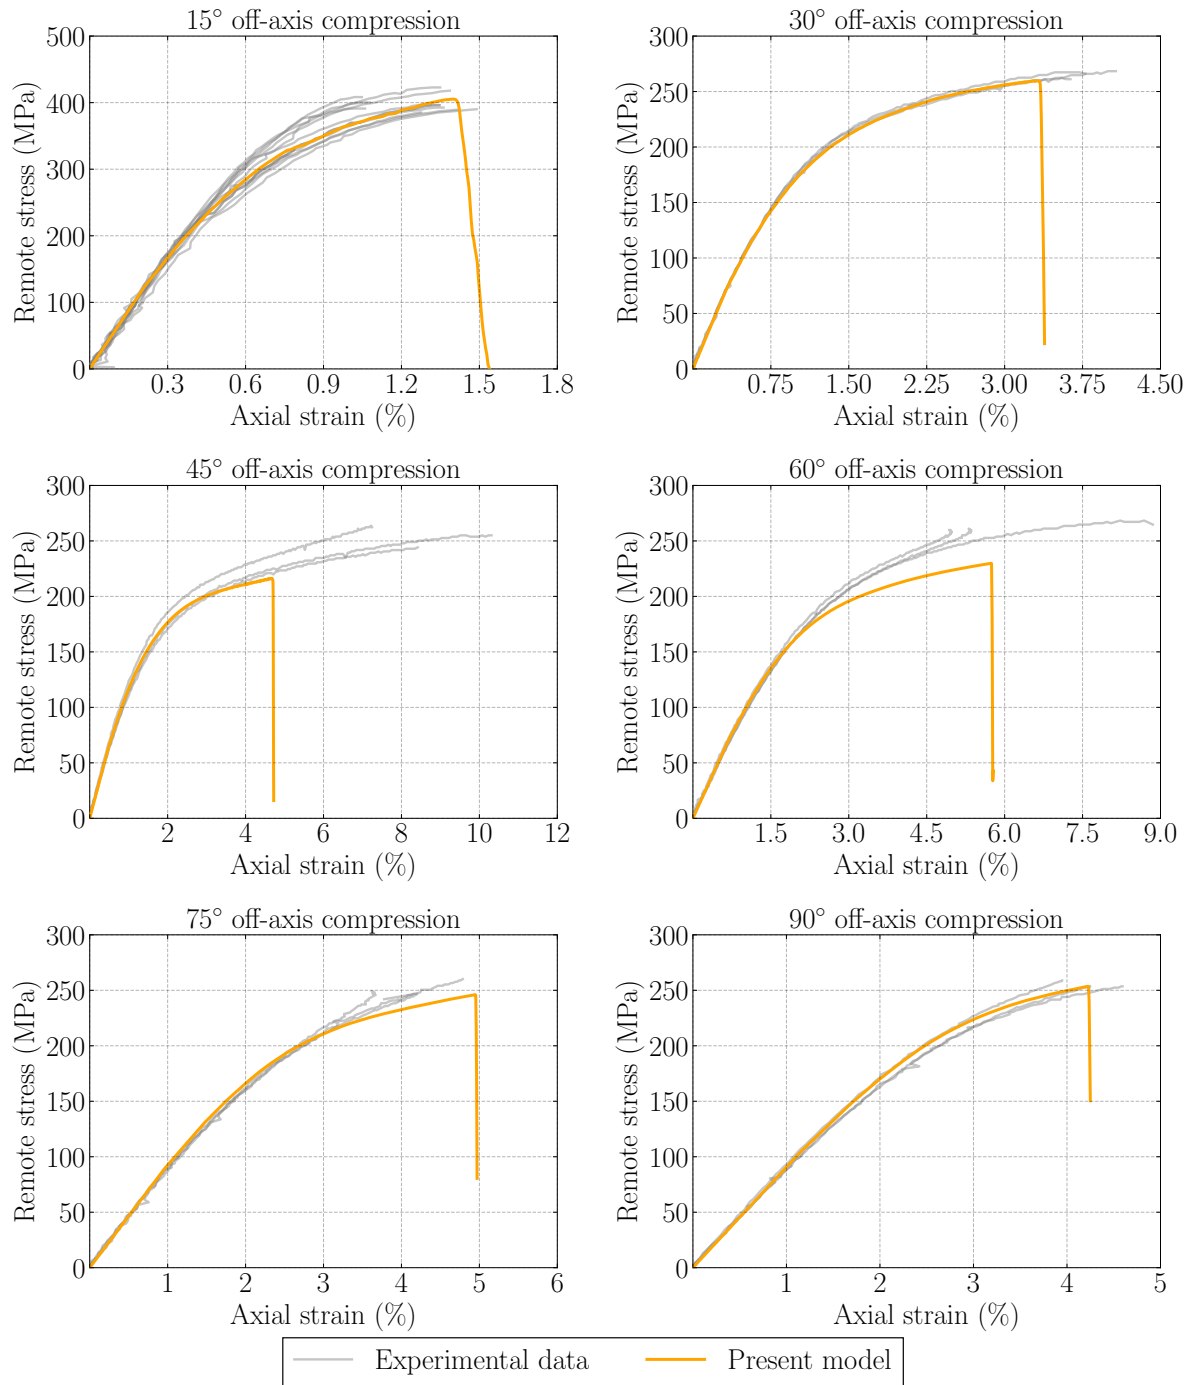 15° off-axis compression
Remote stress (MPa)
500
400
300
200
100
0
0.3 0.6 0.9 1.2 1.5 1.8
Axial strain (%)
30° off-axis compression
Remote stress (MPa)
300
250
200
150
100
50
0
0.75 1.50 2.25 3.00 3.75 4.50
Axial strain (%)
45° off-axis compression
Remote stress (MPa)
300
250
200
150
100
50
0
2 4 6 8 10 12
Axial strain (%)
60° off-axis compression
Remote stress (MPa)
300
250
200
150
100
50
0
1.5 3.0 4.5 6.0 7.5 9.0
Axial strain (%)
75° off-axis compression
Remote stress (MPa)
300
250
200
150
100
50
0
1 2 3 4 5 6
Axial strain (%)
90° off-axis compression
Remote stress (MPa)
300
250
200
150
100
50
0
1 2 3 4 5
Axial strain (%)
Experimental data Present model